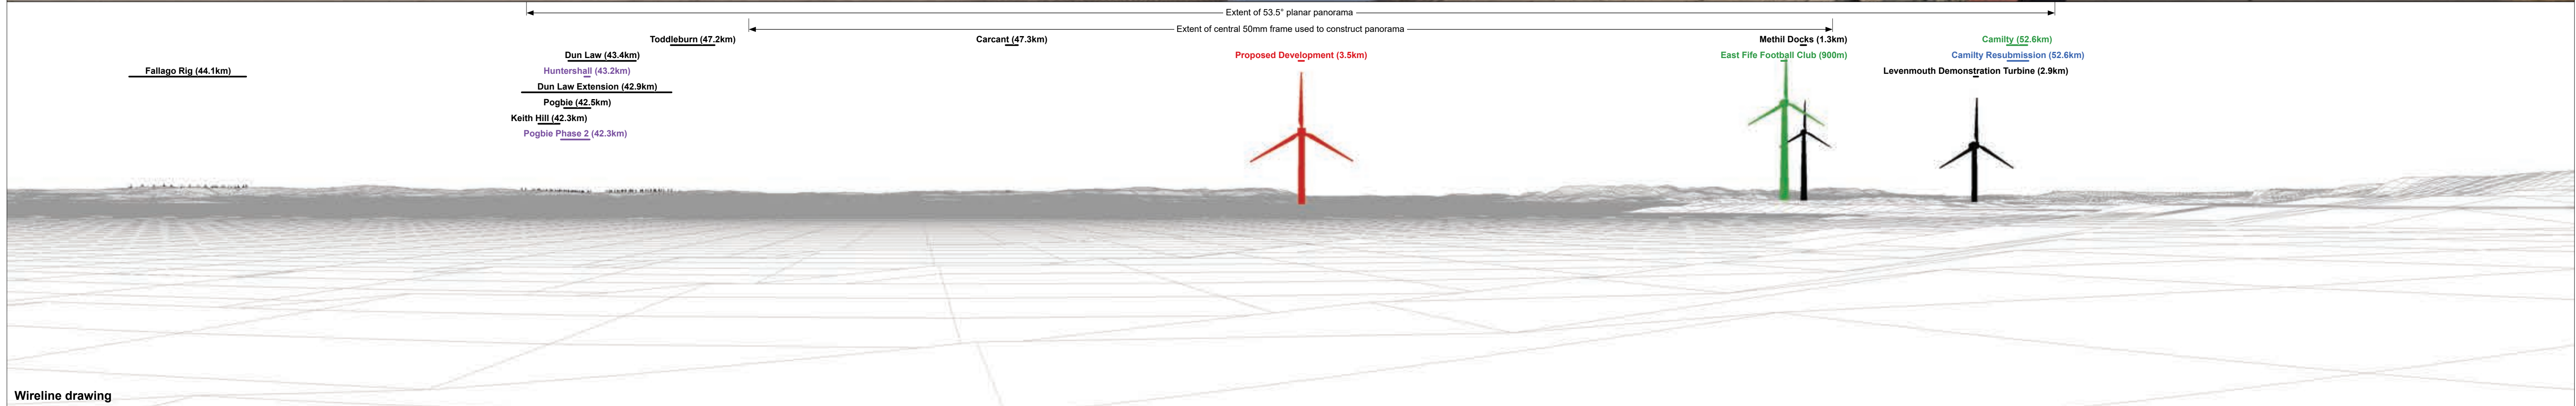 Extent of 53.5° planar panorama
Extent of central 50mm frame used to construct panorama
Toddleburn (47.2km)
Carcant (47.3km)
Methil Docks (1.3km)
Camilty (52.6km)
Dun Law (43.4km)
Proposed Development (3.5km)
East Fife Football Club (900m)
Camilty Resubmission (52.6km)
Fallago Rig (44.1km)
Huntershall (43.2km)
Levenmouth Demonstration Turbine (2.9km)
Dun Law Extension (42.9km)
Pogbie (42.5km)
Keith Hill (42.3km)
Pogbie Phase 2 (42.3km)
Wireline drawing